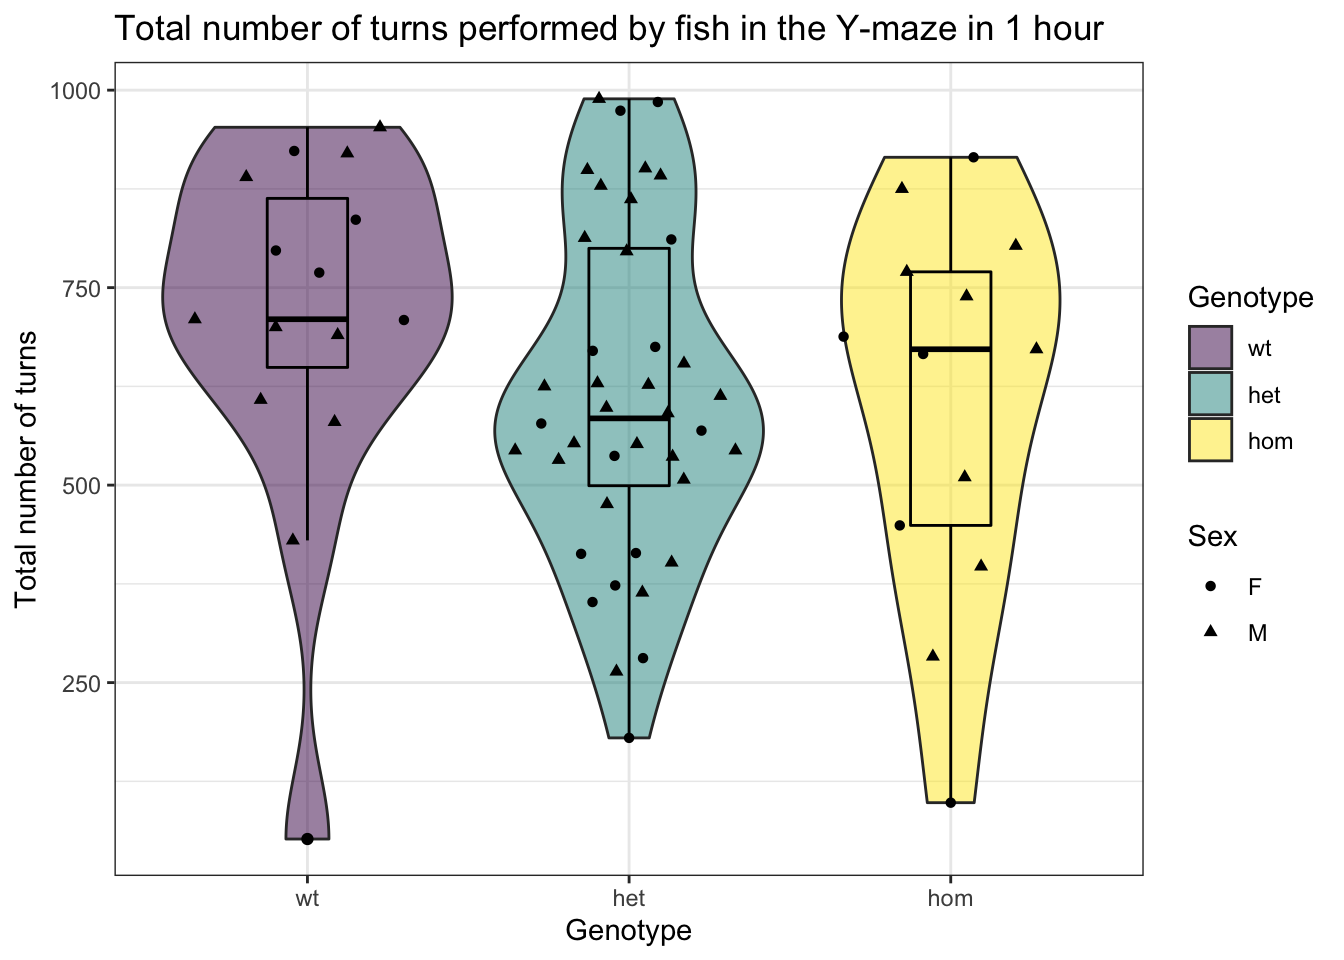 Total number of turns performed by fish in the Y-maze in 1 hour
Total number of turns
1000
750
500
250
wt
het
hom
Genotype
Genotype
wt
het
hom
Sex
F
M